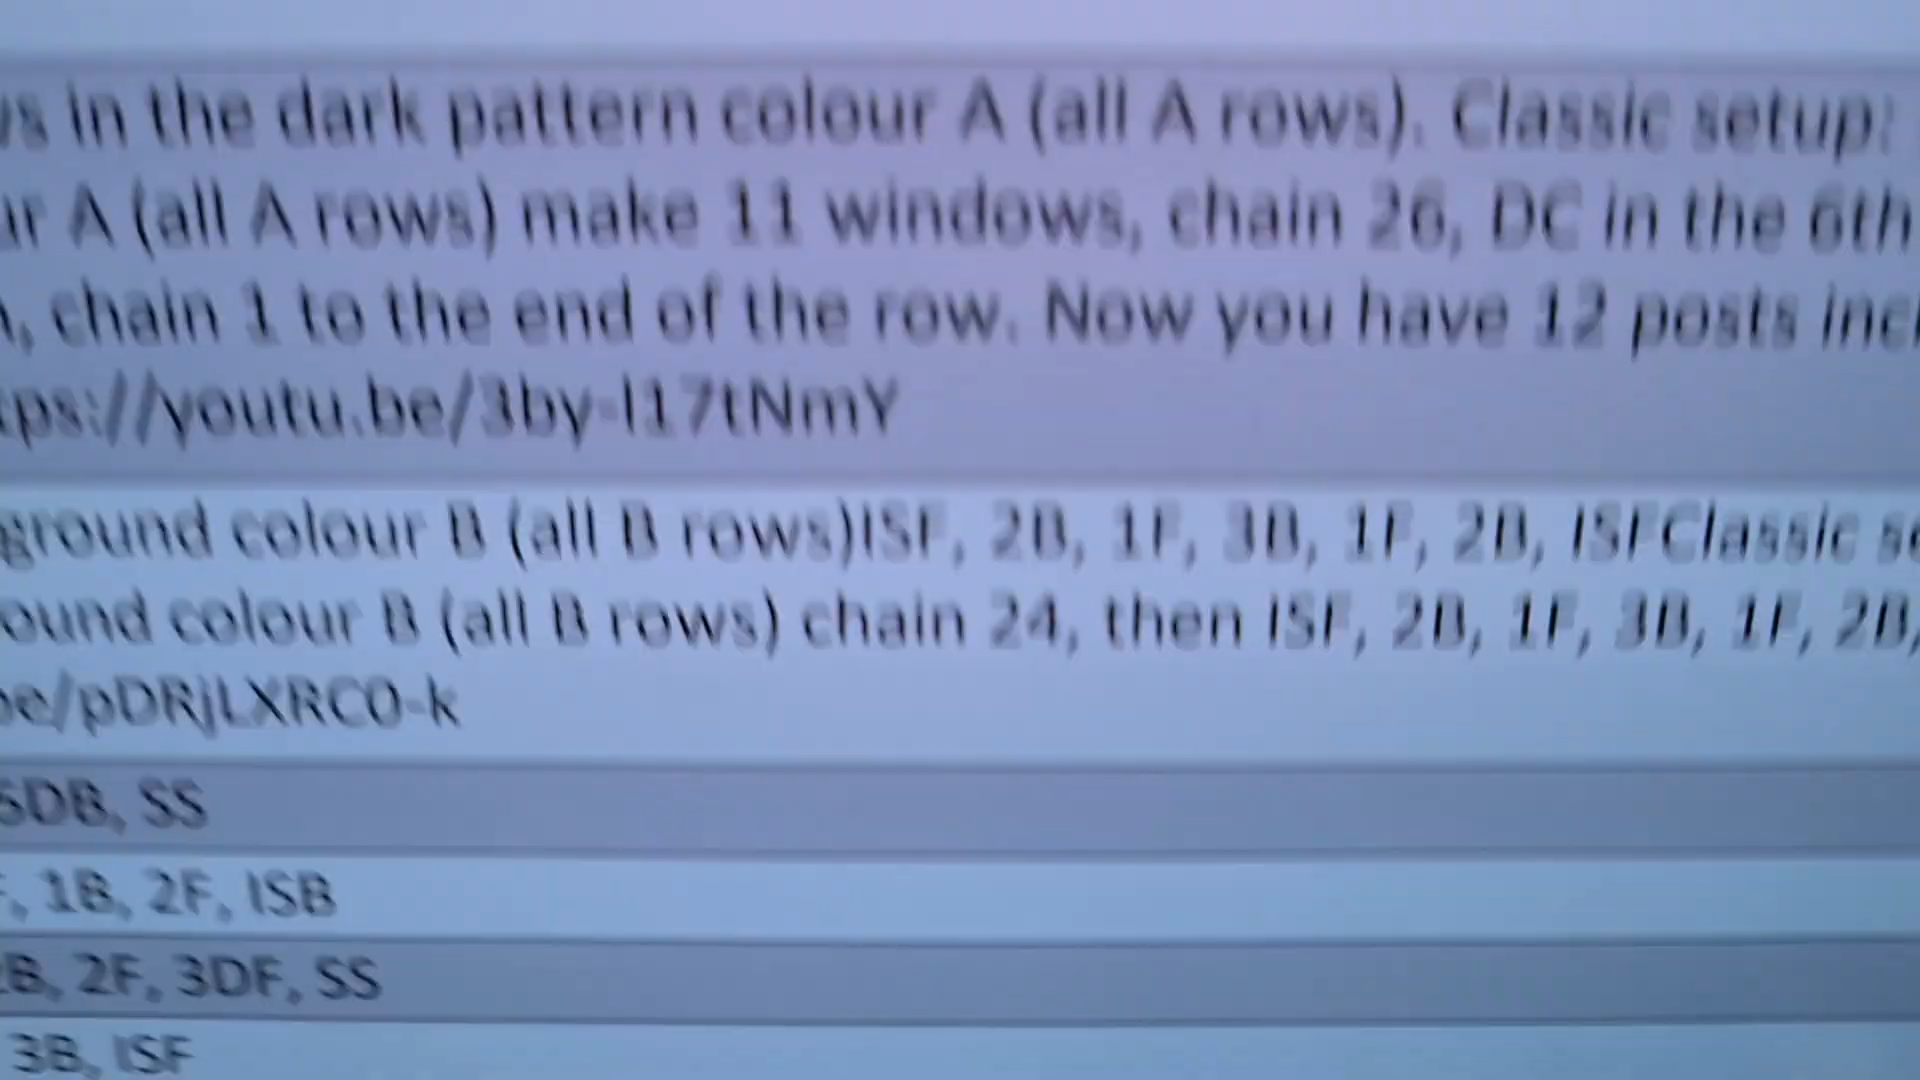 in the dark pattern colour A (all A rows). Classic setup:
A (all A rows) make 11 windows, chain 26, DC in the 6th
, chain 1 to the end of the row. Now you have 12 posts
youtu.be/3by-l17tNmY
ground colour B (all B rows)ISF, 2B, 1F, 3B, 1F, 2B, ISFClassic
ound colour B (all B rows) chain 24, then ISF, 2B, 1F, 3B, 1F, 2B,
be/pDRjLXRC0-k
5DB, SS
F, 1B, 2F, ISB
2B, 2F, 3DF, SS
3B, ISF